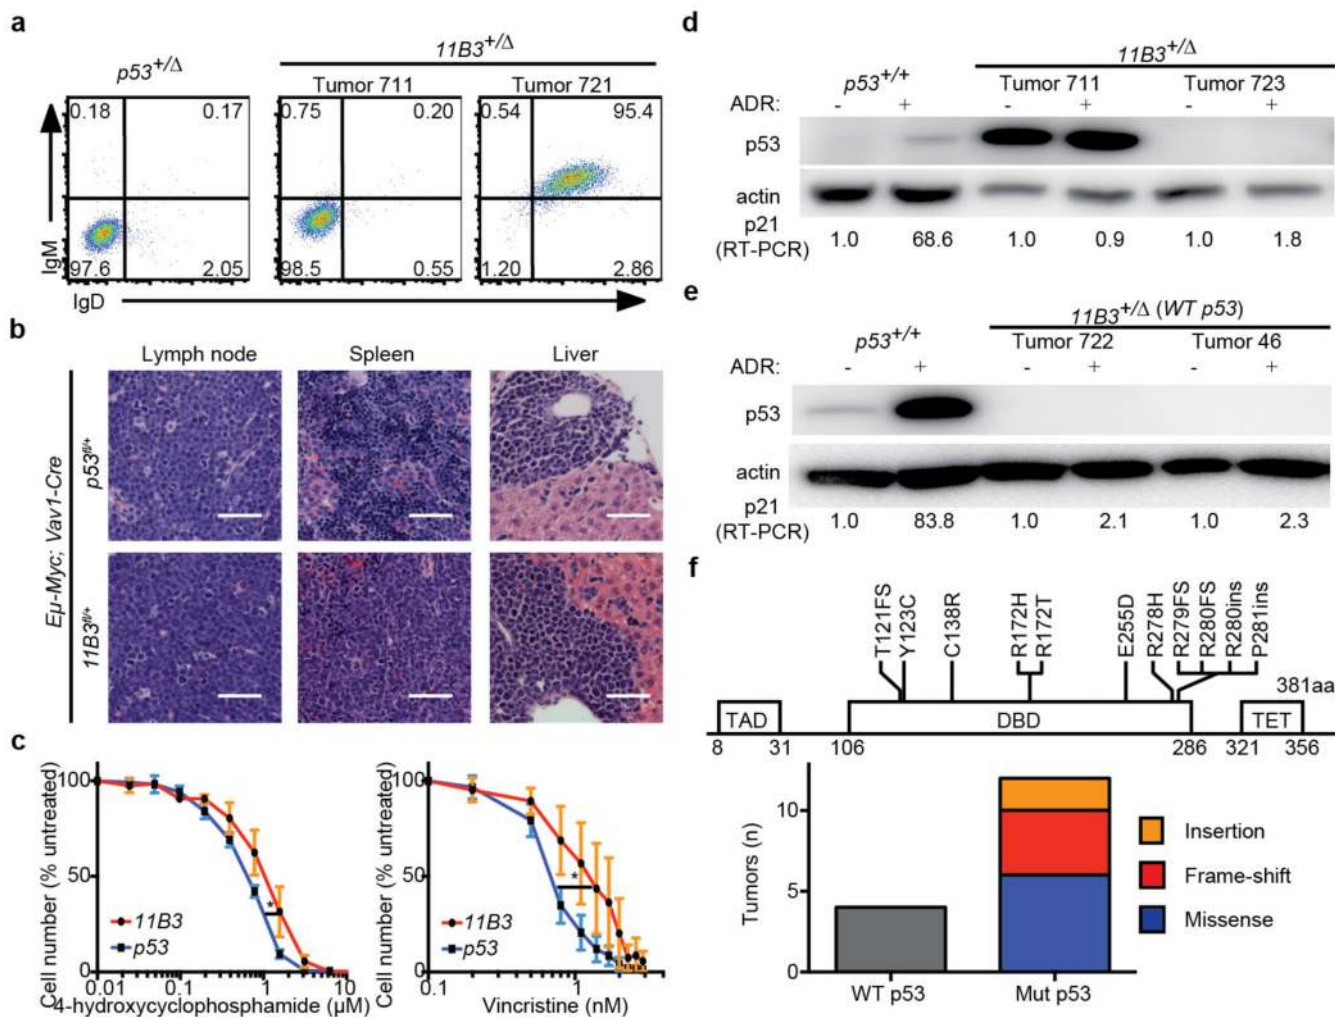 a
p53+/Δ
11B3+/Δ
Tumor 711
Tumor 721
0.18
0.17
97.6
2.05
0.75
0.20
98.5
0.55
0.54
95.4
1.20
2.86
IgM
IgD
b
Lymph node
Spleen
Liver
Eμ-Myc; Vav1-Cre
p53fl/+
11B3fl/+
c
Cell number (% untreated)
100
50
0
*
11B3
p53
0.01
0.1
1
10
4-hydroxycyclophosphamide (μM)
Cell number (% untreated)
100
50
0
*
11B3
p53
0.1
1
Vincristine (nM)
d
11B3+/Δ
p53+/+
Tumor 711
Tumor 723
ADR: - + - + - +
p53
actin
p21
(RT-PCR)
1.0 68.6 1.0 0.9 1.0 1.8
e
11B3+/Δ (WT p53)
p53+/+
Tumor 722
Tumor 46
ADR: - + - + - +
p53
actin
p21
(RT-PCR)
1.0 83.8 1.0 2.1 1.0 2.3
f
T121FS
Y123C
C138R
R172H
R172T
E255D
R278H
R279FS
R280FS
R280ins
P281ins
381aa
TAD
DBD
TET
8 31 106 286 321 356
Tumors (n)
10
5
0
WT p53
Mut p53
Insertion
Frame-shift
Missense